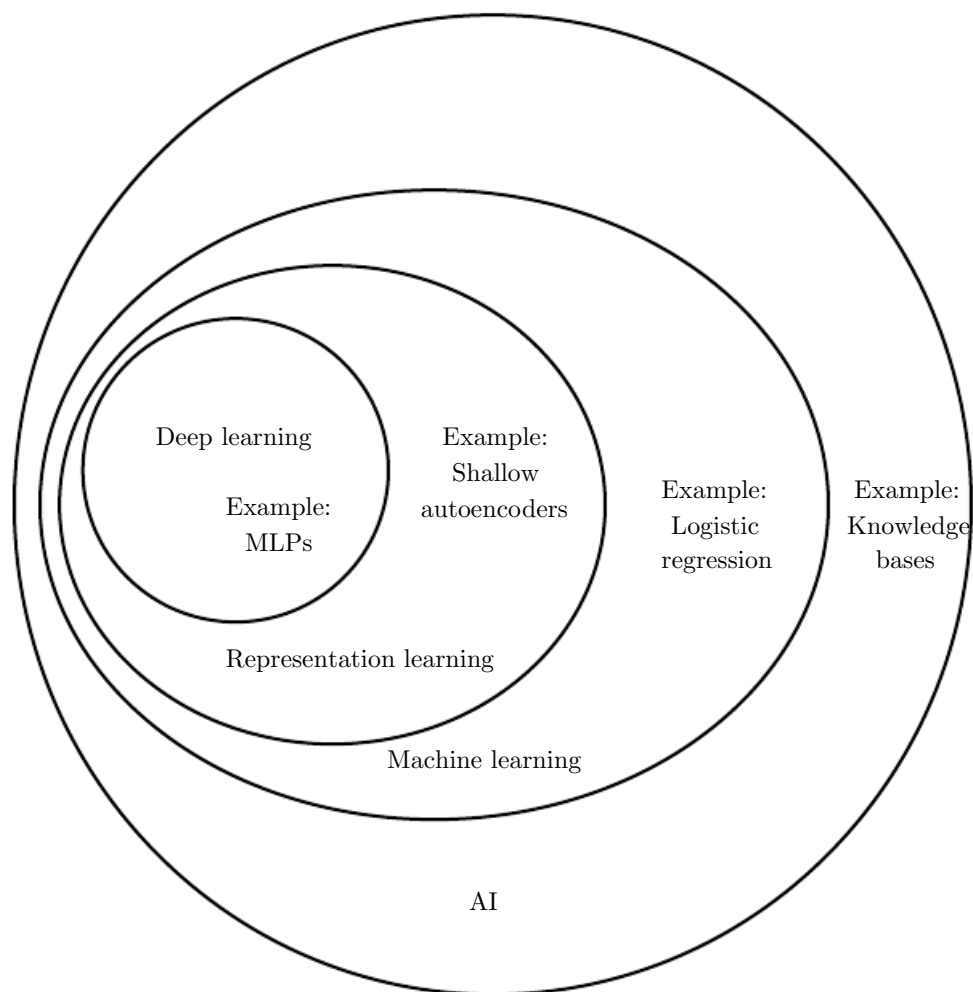 Deep learning
Example:
MLPs
Example:
Shallow
autoencoders
Example:
Logistic
regression
Example:
Knowledge
bases
Representation learning
Machine learning
AI